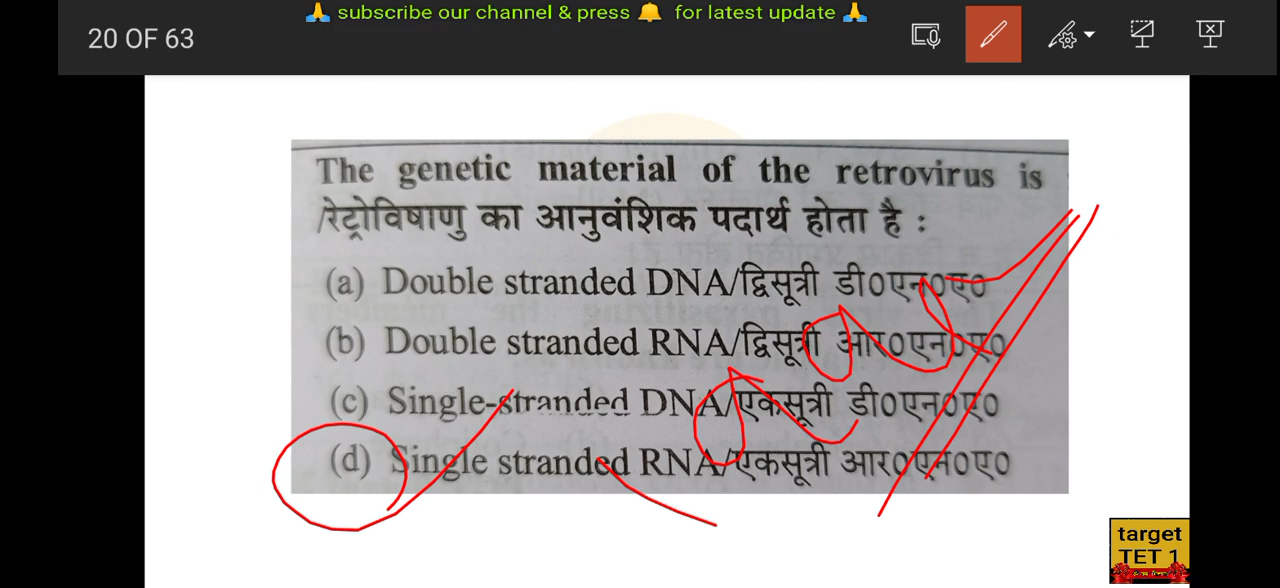 🙏 subscribe our channel & press 🔔 for latest update 🙏
20 OF 63
The genetic material of the retrovirus is
/रेट्रोविषाणु का आनुवंशिक पदार्थ होता है :
(a) Double stranded DNA/द्विसूत्री डी०एन०ए०
(b) Double stranded RNA/द्विसूत्री आर०एन०ए०
(c) Single-stranded DNA/एकसूत्री डी०एन०ए०
(d) Single stranded RNA/एकसूत्री आर०एन०ए०
target
TET 1